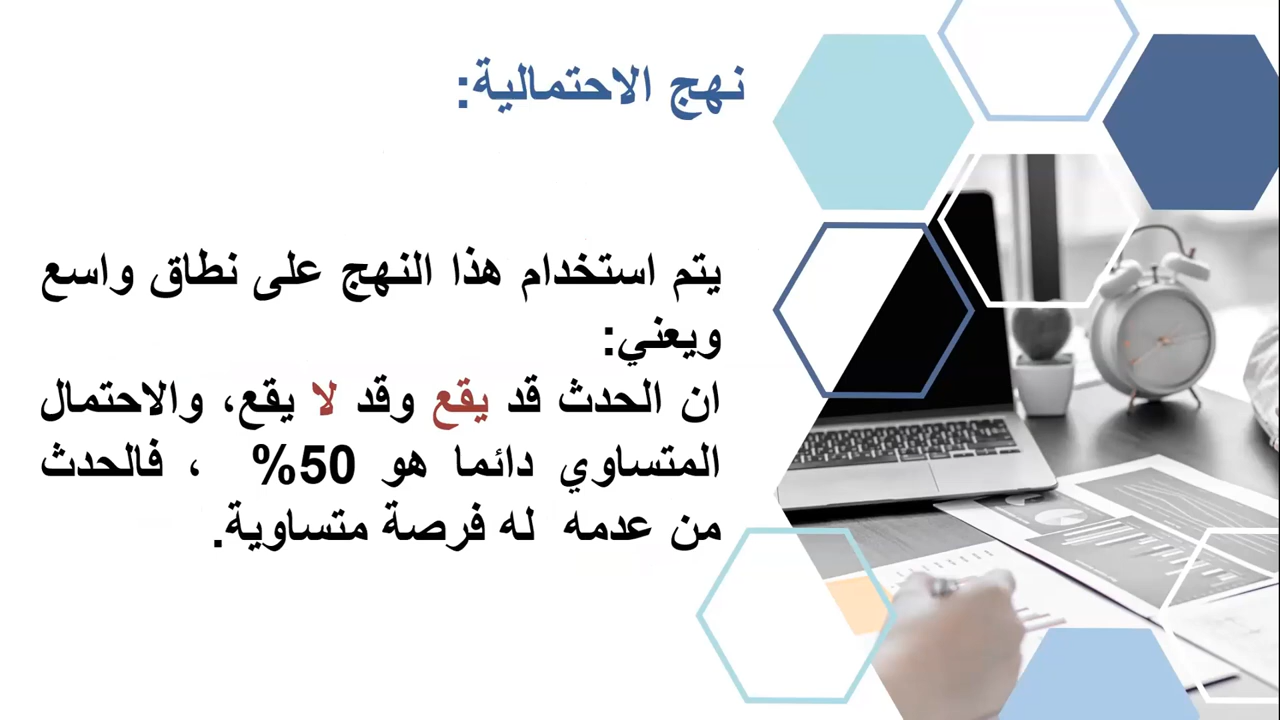 نهج الاحتمالية:
يتم استخدام هذا النهج على نطاق واسع
ويعني:
ان الحدث قد يقع وقد لا يقع، والاحتمال
المتساوي دائما هو 50% ، فالحدث
من عدمه له فرصة متساوية.